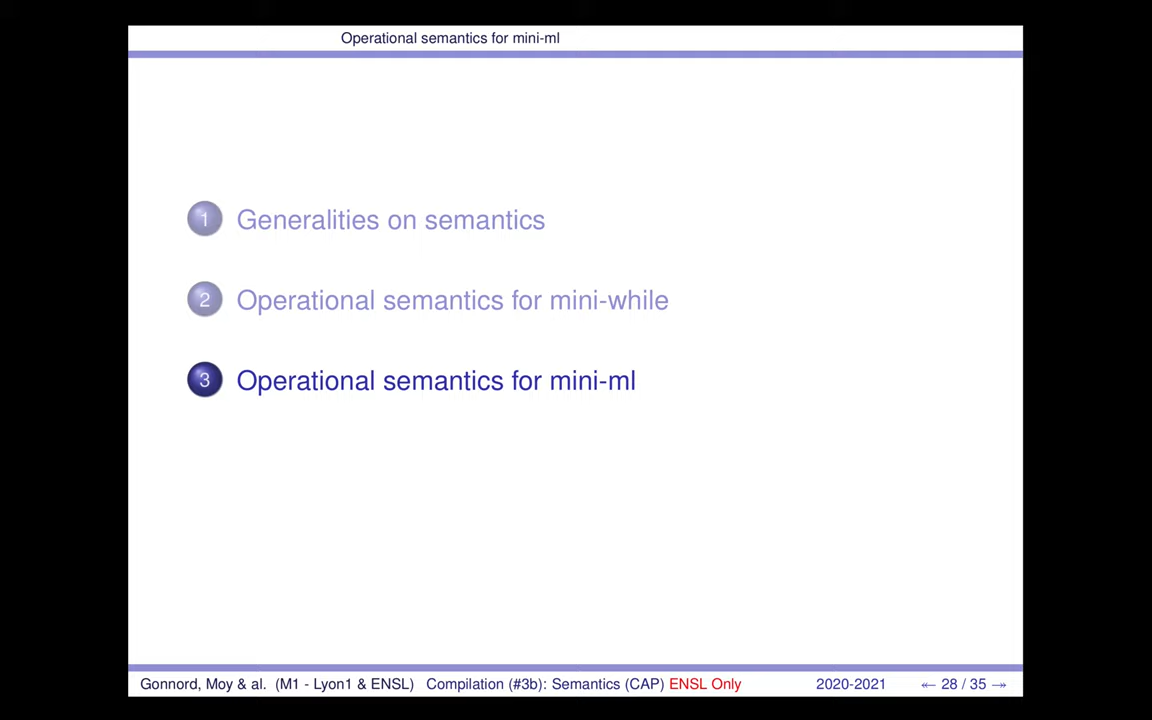 Operational semantics for mini-ml
1 Generalities on semantics
2 Operational semantics for mini-while
3 Operational semantics for mini-ml
Gonnord, Moy & al. (M1 - Lyon1 & ENSL) Compilation (#3b): Semantics (CAP) ENSL Only 2020-2021 ↞ 28 / 35 ↠